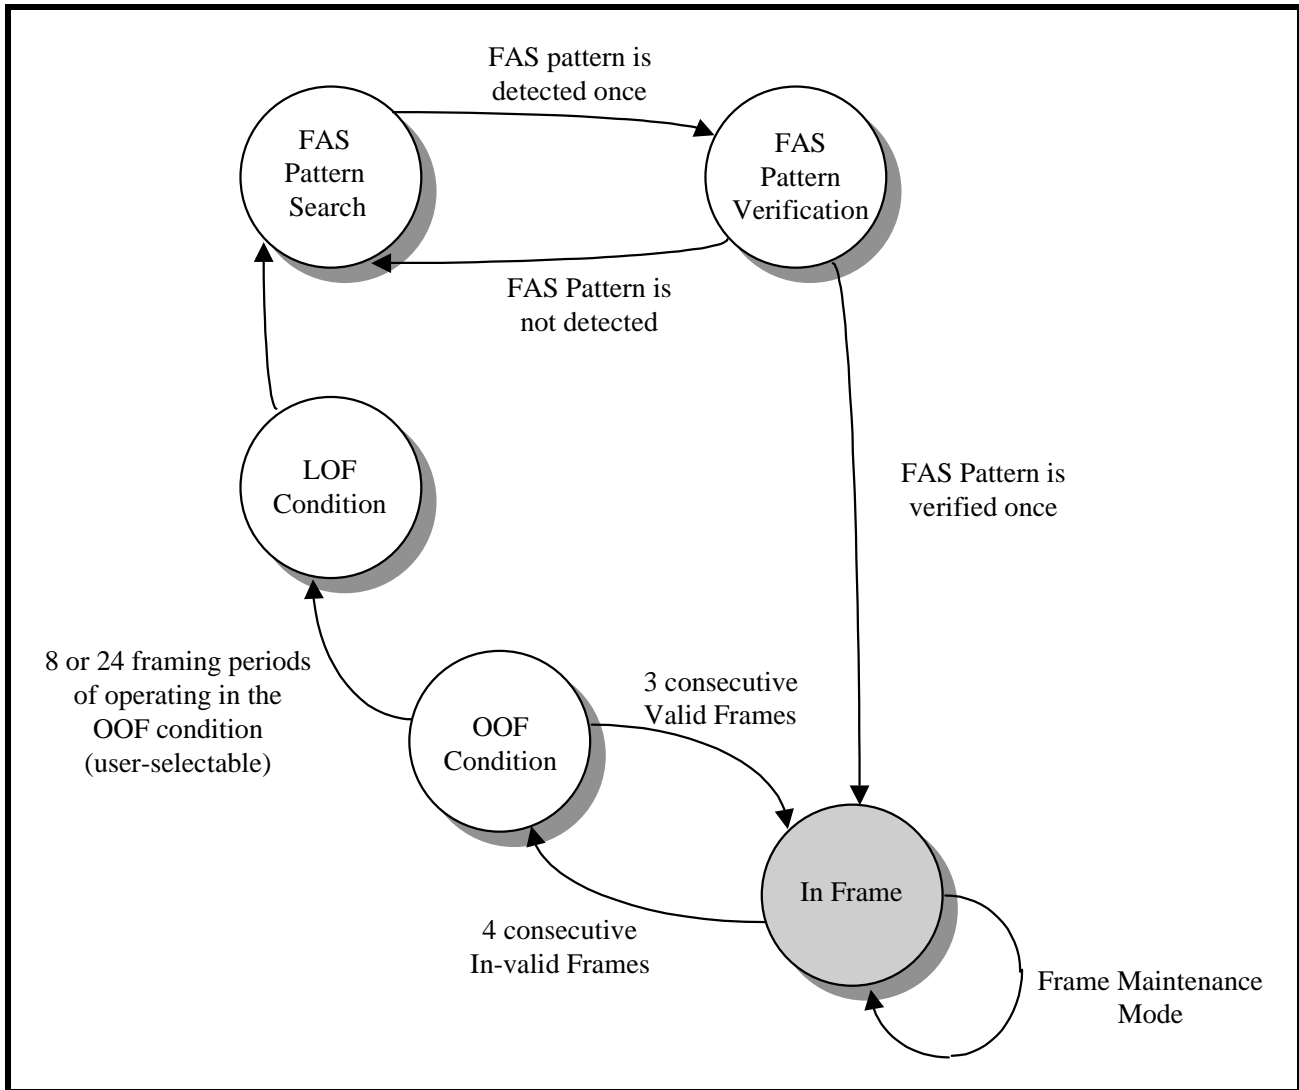 FAS pattern is
detected once
FAS
Pattern
Search
FAS
Pattern
Verification
FAS Pattern is
not detected
LOF
Condition
FAS Pattern is
verified once
8 or 24 framing periods
of operating in the
OOF condition
(user-selectable)
3 consecutive
Valid Frames
OOF
Condition
In Frame
4 consecutive
In-valid Frames
Frame Maintenance
Mode